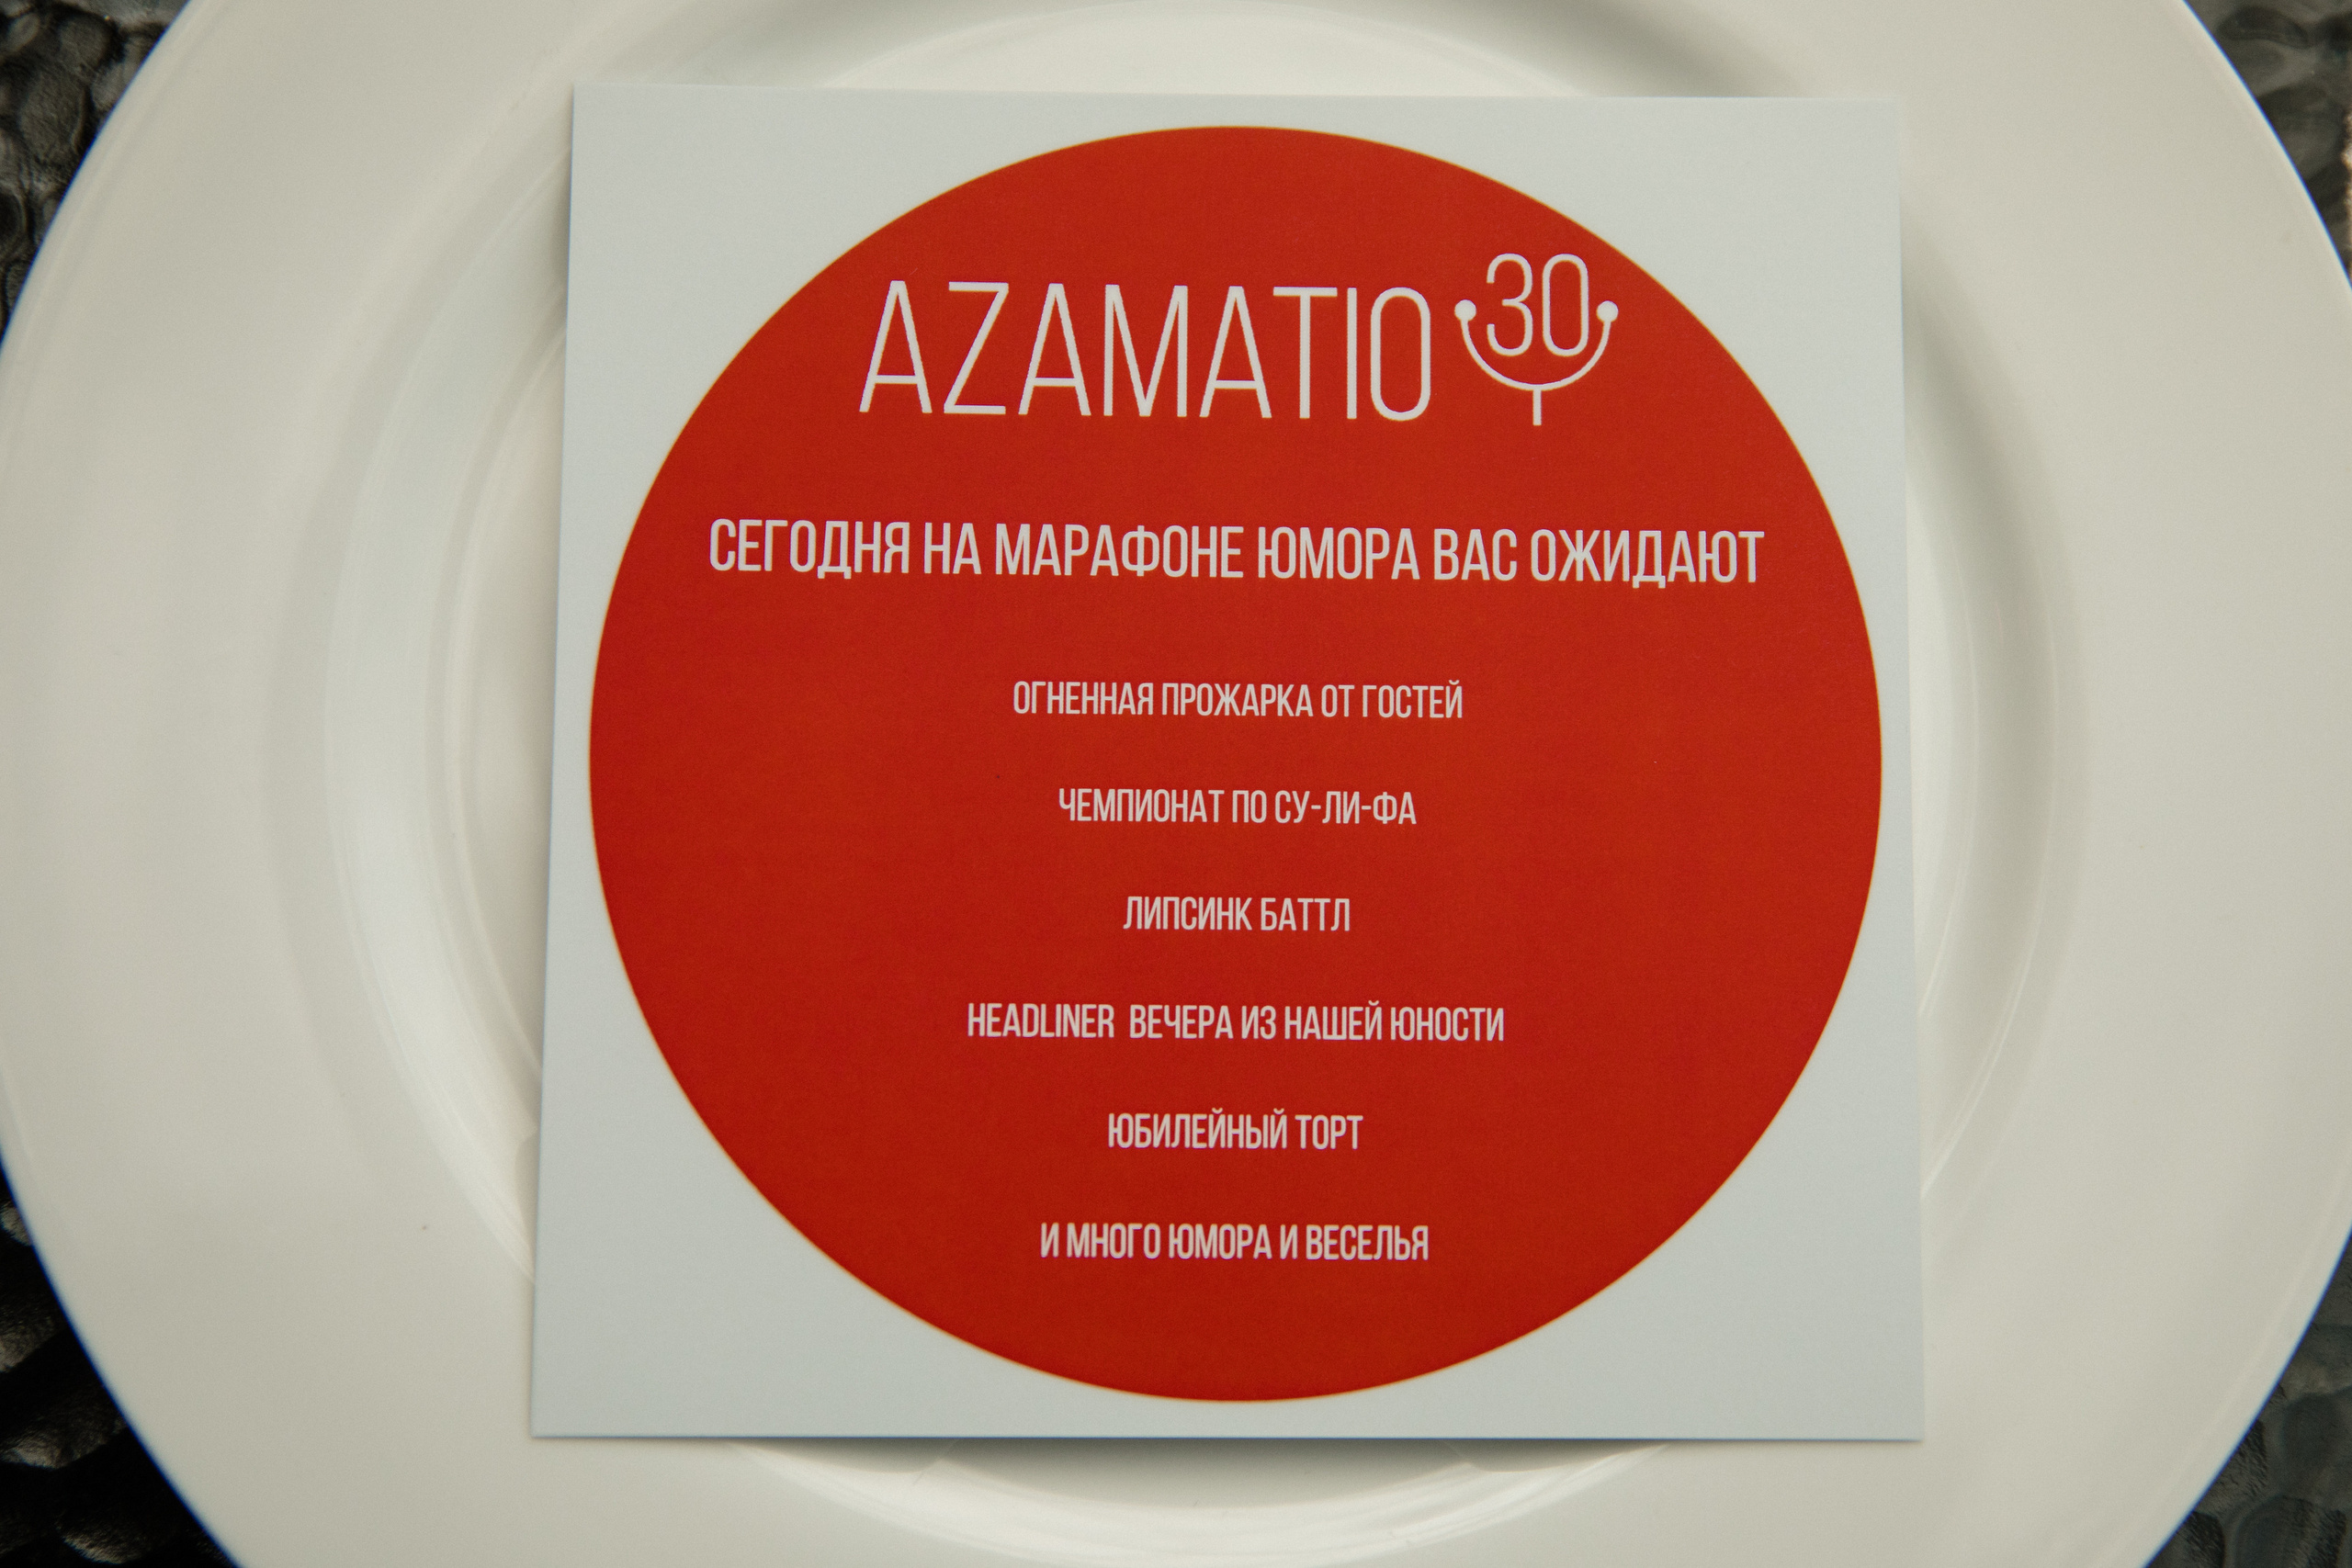 AZAMATIO 30
СЕГОДНЯ НА МАРАФОНЕ ЮМОРА ВАС ОЖИДАЮТ
ОГНЕННАЯ ПРОЖАРКА ОТ ГОСТЕЙ
ЧЕМПИОНАТ ПО СУ-ЛИ-ФА
ЛИПСИНК БАТТЛ
HEADLINER ВЕЧЕРА ИЗ НАШЕЙ ЮНОСТИ
ЮБИЛЕЙНЫЙ ТОРТ
И МНОГО ЮМОРА И ВЕСЕЛЬЯ